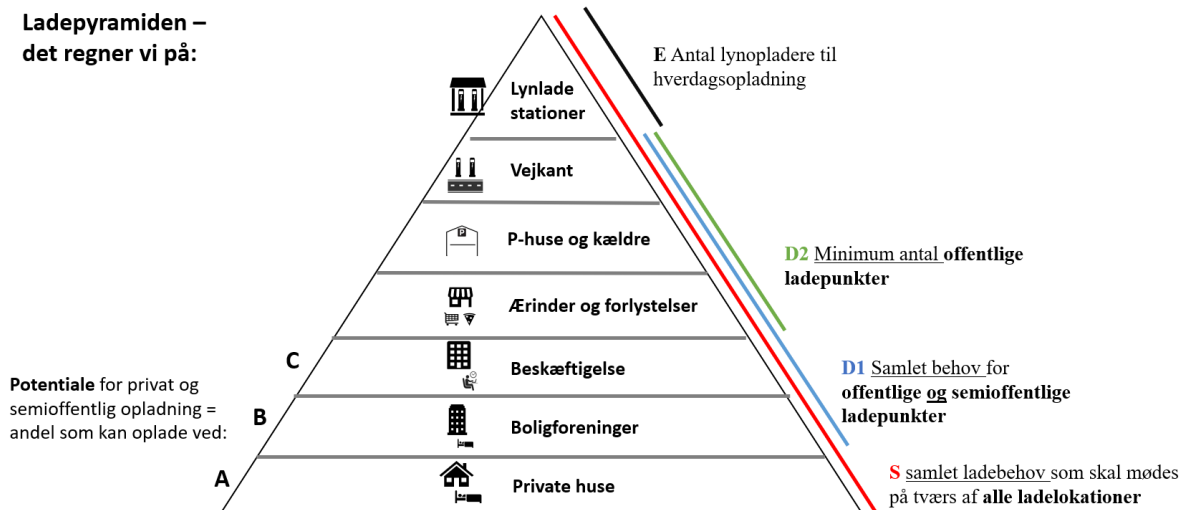 Ladepyramiden –
det regner vi på:
E Antal lynopladere til
hverdagsopladning
Lynlade
stationer
Vejkant
P
P-huse og kældre
D2 Minimum antal offentlige
ladepunkter
Ærinder og forlystelser
C
Beskæftigelse
D1 Samlet behov for
offentlige og semioffentlige
ladepunkter
Potentiale for privat og
semioffentlig opladning =
andel som kan oplade ved:
B
Boligforeninger
A
Private huse
S samlet ladebehov som skal mødes
på tværs af alle ladelokationer